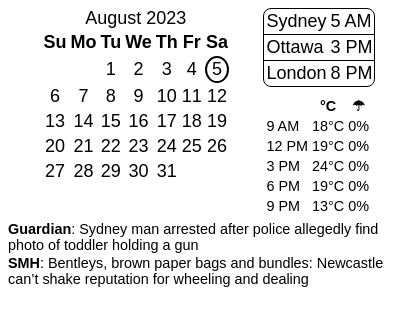 August 2023
Su Mo Tu We Th Fr Sa
1 2 3 4 5
6 7 8 9 10 11 12
13 14 15 16 17 18 19
20 21 22 23 24 25 26
27 28 29 30 31
Sydney 5 AM
Ottawa 3 PM
London 8 PM
°C ☂
9 AM 18°C 0%
12 PM 19°C 0%
3 PM 24°C 0%
6 PM 19°C 0%
9 PM 13°C 0%
Guardian: Sydney man arrested after police allegedly find
photo of toddler holding a gun
SMH: Bentleys, brown paper bags and bundles: Newcastle
can’t shake reputation for wheeling and dealing